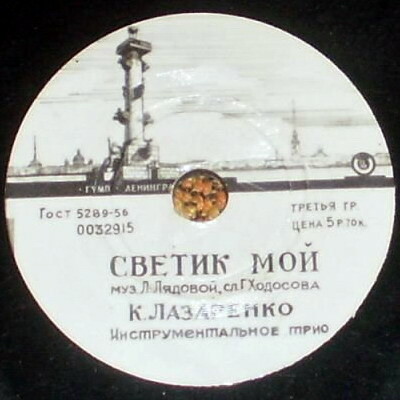 ГУМП · ЛЕНИНГРАД
Гост 5289-56
0032915
ТРЕТЬЯ ГР.
ЦЕНА 5 Р. 70 К.
СВЕТИК МОЙ
муз. Л. Лядовой, сл. Г. Ходосова
К. ЛАЗАРЕНКО
Инструментальное трио